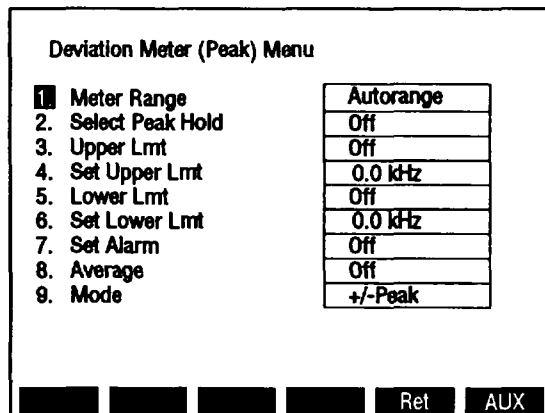 Deviation Meter (Peak) Menu
1. Meter Range Autorange
2. Select Peak Hold Off
3. Upper Lmt Off
4. Set Upper Lmt 0.0 kHz
5. Lower Lmt Off
6. Set Lower Lmt 0.0 kHz
7. Set Alarm Off
8. Average Off
9. Mode +/-Peak
Ret AUX